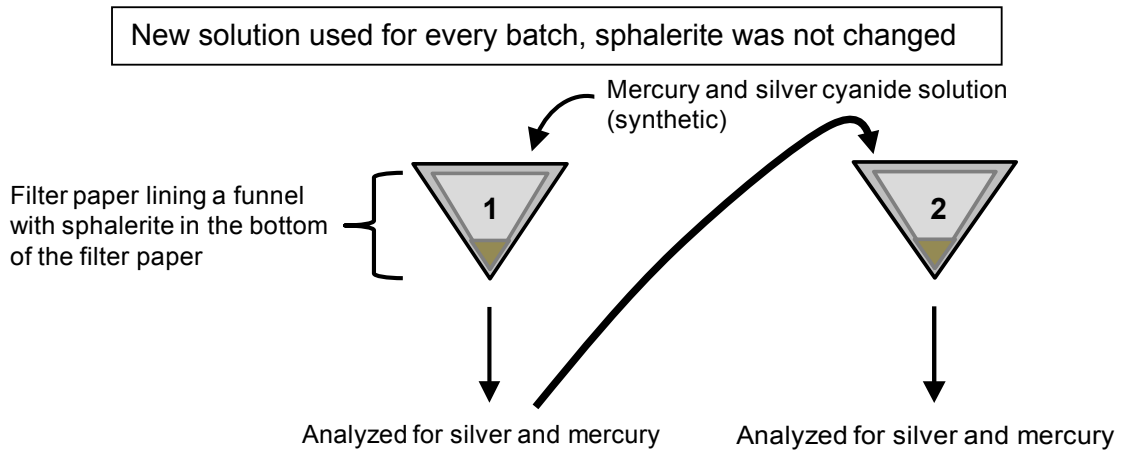 New solution used for every batch, sphalerite was not changed
Mercury and silver cyanide solution
(synthetic)
Filter paper lining a funnel
with sphalerite in the bottom
of the filter paper
1
2
Analyzed for silver and mercury
Analyzed for silver and mercury